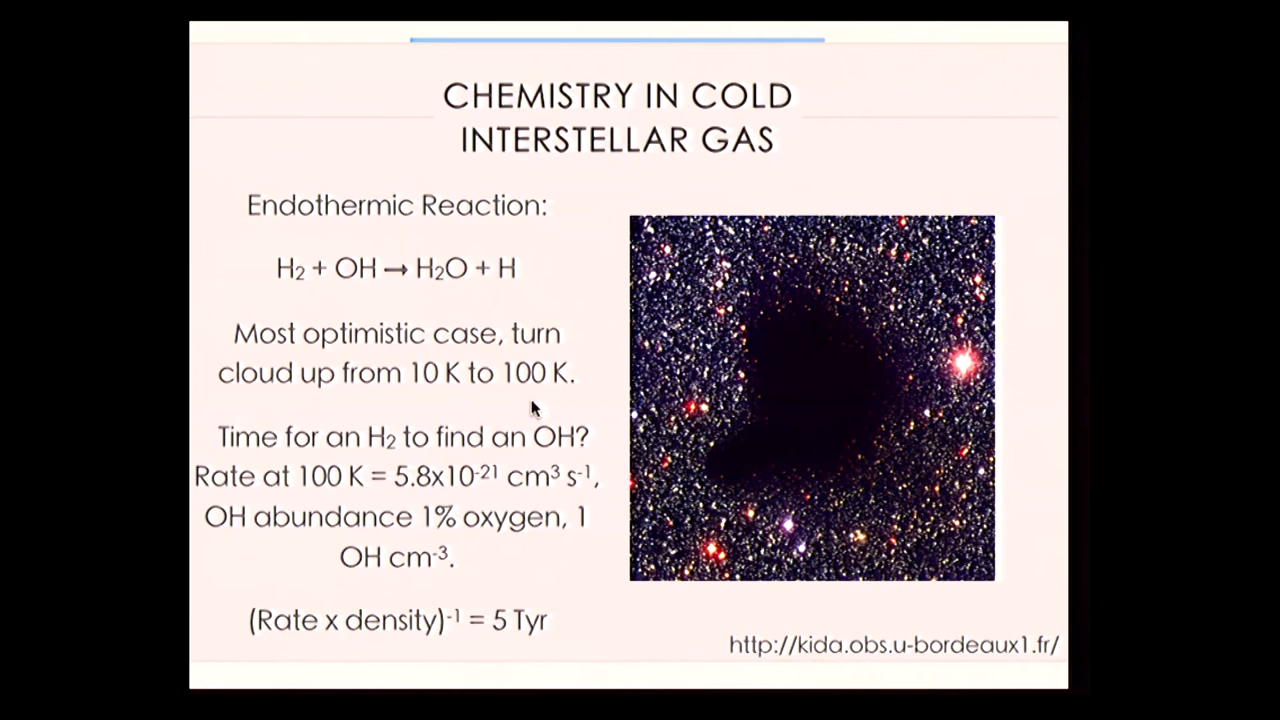 CHEMISTRY IN COLD
INTERSTELLAR GAS
Endothermic Reaction:
H₂ + OH → H₂O + H
Most optimistic case, turn
cloud up from 10 K to 100 K.
Time for an H₂ to find an OH?
Rate at 100 K = 5.8x10⁻²¹ cm³ s⁻¹,
OH abundance 1% oxygen, 1
OH cm⁻³.
(Rate x density)⁻¹ = 5 Tyr
http://kida.obs.u-bordeaux1.fr/